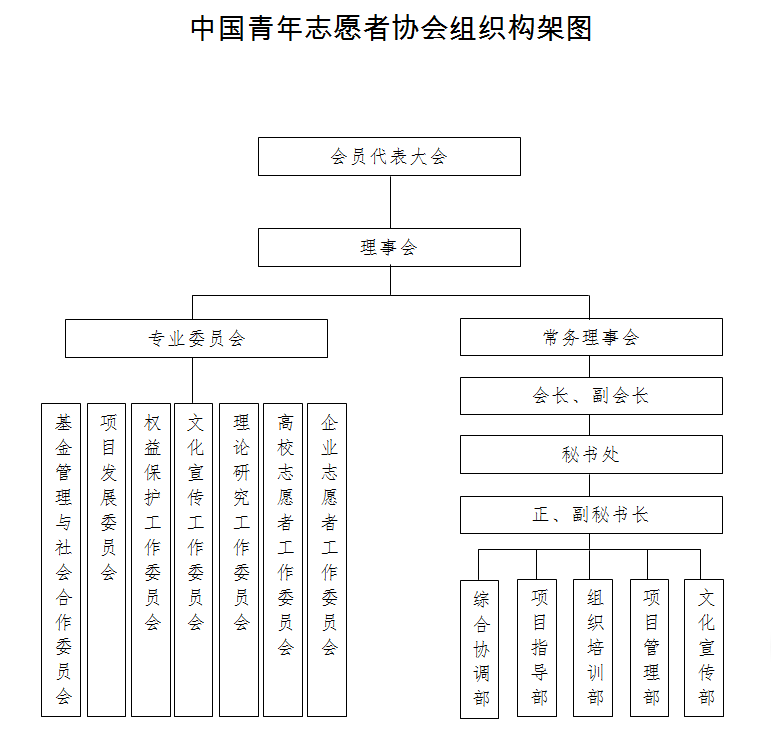 中国青年志愿者协会组织构架图
会员代表大会
理事会
专业委员会
常务理事会
会长、副会长
秘书处
正、副秘书长
基金管理与社会合作委员会
项目发展委员会
权益保护工作委员会
文化宣传工作委员会
理论研究工作委员会
高校志愿者工作委员会
企业志愿者工作委员会
综合协调部
项目指导部
组织培训部
项目管理部
文化宣传部